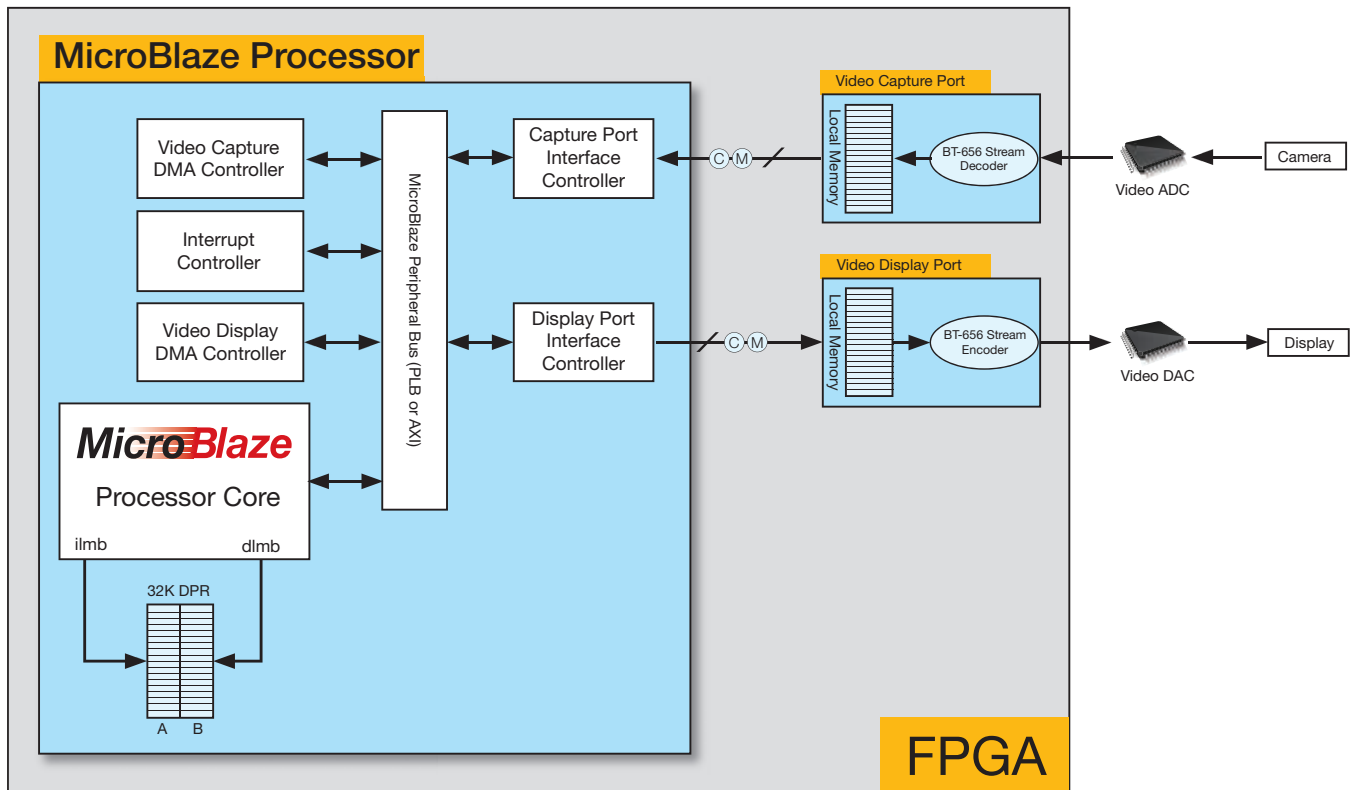 MicroBlaze Processor
Video Capture
DMA Controller
Interrupt
Controller
Video Display
DMA Controller
MicroBlaze
Processor Core
ilmb
dlmb
32K DPR
A
B
MicroBlaze Peripheral Bus (PLB or AXI)
Capture Port
Interface
Controller
Display Port
Interface
Controller
C
M
C
M
Video Capture Port
Local Memory
BT-656 Stream
Decoder
Video ADC
Camera
Video Display Port
Local Memory
BT-656 Stream
Encoder
Video DAC
Display
FPGA